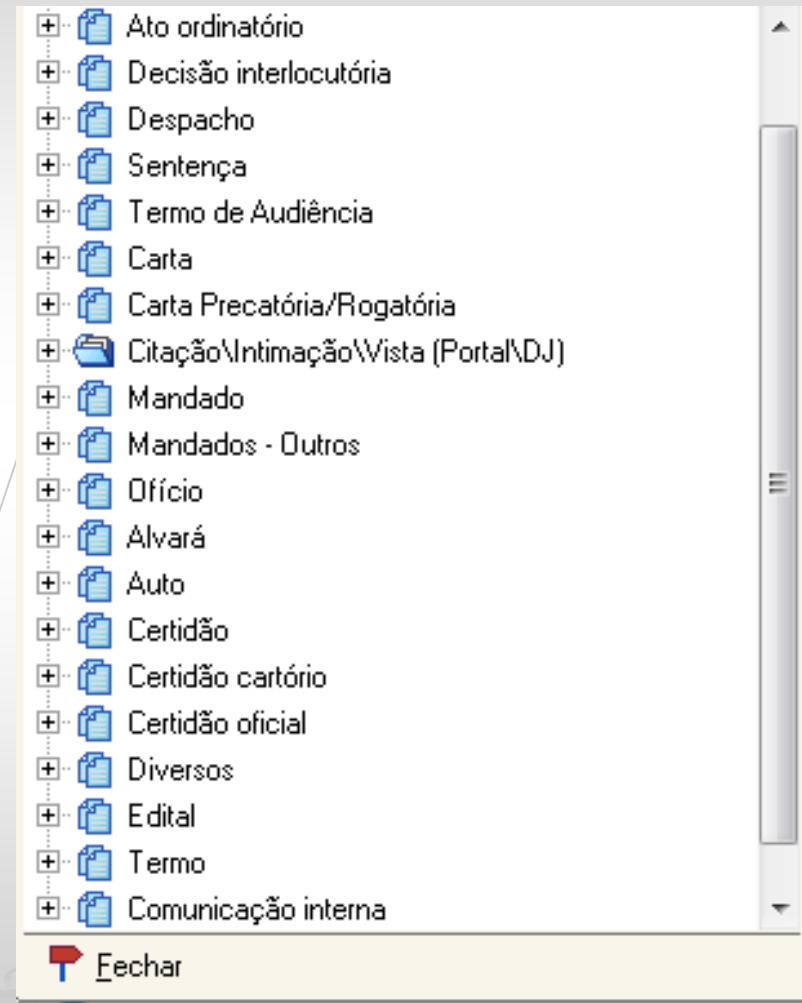 Ato ordinatório
Decisão interlocutória
Despacho
Sentença
Termo de Audiência
Carta
Carta Precatória/Rogatória
Citação\Intimação\Vista (Portal\DJ)
Mandado
Mandados - Outros
Ofício
Alvará
Auto
Certidão
Certidão cartório
Certidão oficial
Diversos
Edital
Termo
Comunicação interna
Fechar